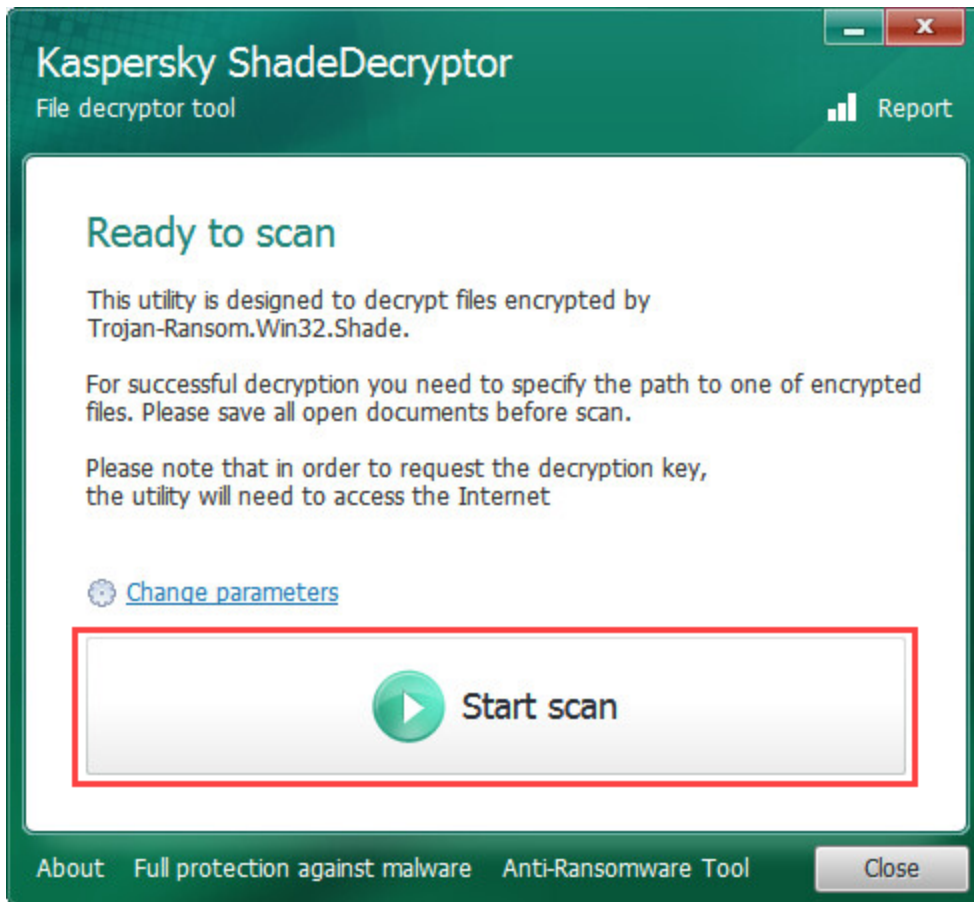 Kaspersky ShadeDecryptor
File decryptor tool
Report
Ready to scan
This utility is designed to decrypt files encrypted by
Trojan-Ransom.Win32.Shade.
For successful decryption you need to specify the path to one of encrypted
files. Please save all open documents before scan.
Please note that in order to request the decryption key,
the utility will need to access the Internet
Change parameters
Start scan
About Full protection against malware Anti-Ransomware Tool Close